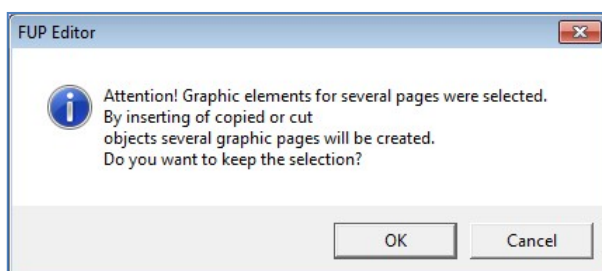 FUP Editor
Attention! Graphic elements for several pages were selected.
By inserting of copied or cut
objects several graphic pages will be created.
Do you want to keep the selection?
OK
Cancel